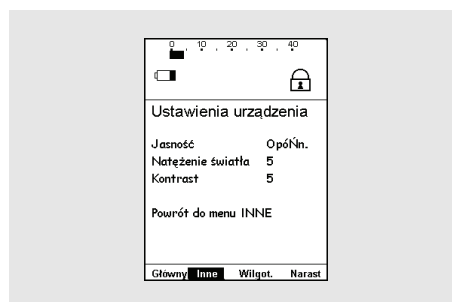 0 . 10 . 20 . 30 . 40
Ustawienia urządzenia
Jasność OpóŃn.
Natężenie światła 5
Kontrast 5
Powrót do menu INNE
Główny Inne Wilgot. Narast